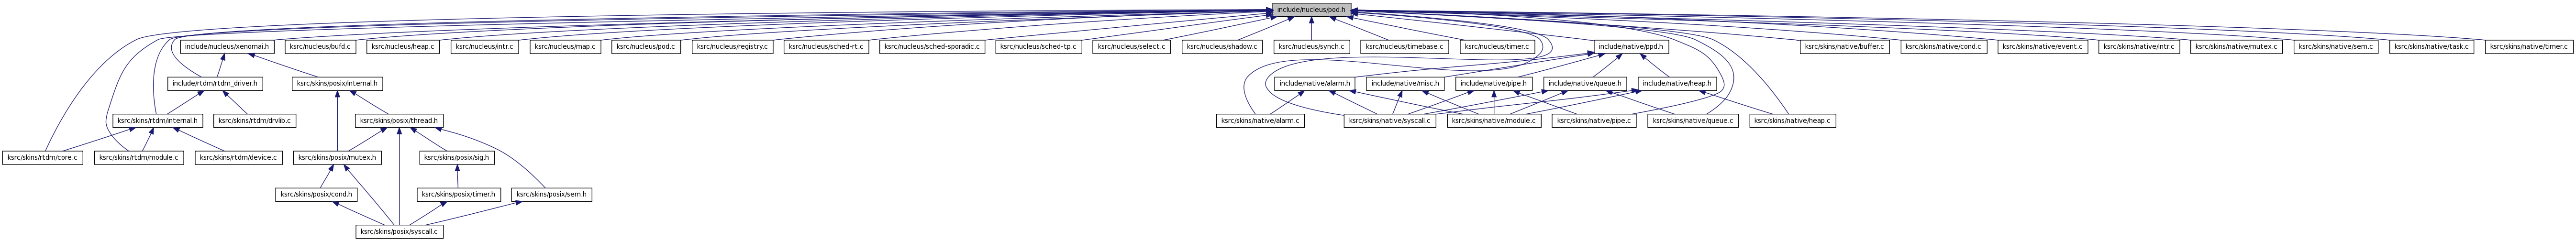 include/nucleus/pod.h
include/nucleus/xenomai.h
ksrc/nucleus/bufd.c
ksrc/nucleus/heap.c
ksrc/nucleus/intr.c
ksrc/nucleus/map.c
ksrc/nucleus/pod.c
ksrc/nucleus/registry.c
ksrc/nucleus/sched-rt.c
ksrc/nucleus/sched-sporadic.c
ksrc/nucleus/sched-tp.c
ksrc/nucleus/select.c
ksrc/nucleus/shadow.c
ksrc/nucleus/synch.c
ksrc/nucleus/timebase.c
ksrc/nucleus/timer.c
include/native/ppd.h
ksrc/skins/native/buffer.c
ksrc/skins/native/cond.c
ksrc/skins/native/event.c
ksrc/skins/native/intr.c
ksrc/skins/native/mutex.c
ksrc/skins/native/sem.c
ksrc/skins/native/task.c
ksrc/skins/native/timer.c
include/rtdm/rtdm_driver.h
ksrc/skins/posix/internal.h
include/native/alarm.h
include/native/misc.h
include/native/pipe.h
include/native/queue.h
include/native/heap.h
ksrc/skins/rtdm/internal.h
ksrc/skins/rtdm/drvlib.c
ksrc/skins/posix/thread.h
ksrc/skins/native/alarm.c
ksrc/skins/native/syscall.c
ksrc/skins/native/module.c
ksrc/skins/native/pipe.c
ksrc/skins/native/queue.c
ksrc/skins/native/heap.c
ksrc/skins/rtdm/core.c
ksrc/skins/rtdm/module.c
ksrc/skins/rtdm/device.c
ksrc/skins/posix/mutex.h
ksrc/skins/posix/sig.h
ksrc/skins/posix/cond.h
ksrc/skins/posix/timer.h
ksrc/skins/posix/sem.h
ksrc/skins/posix/syscall.c